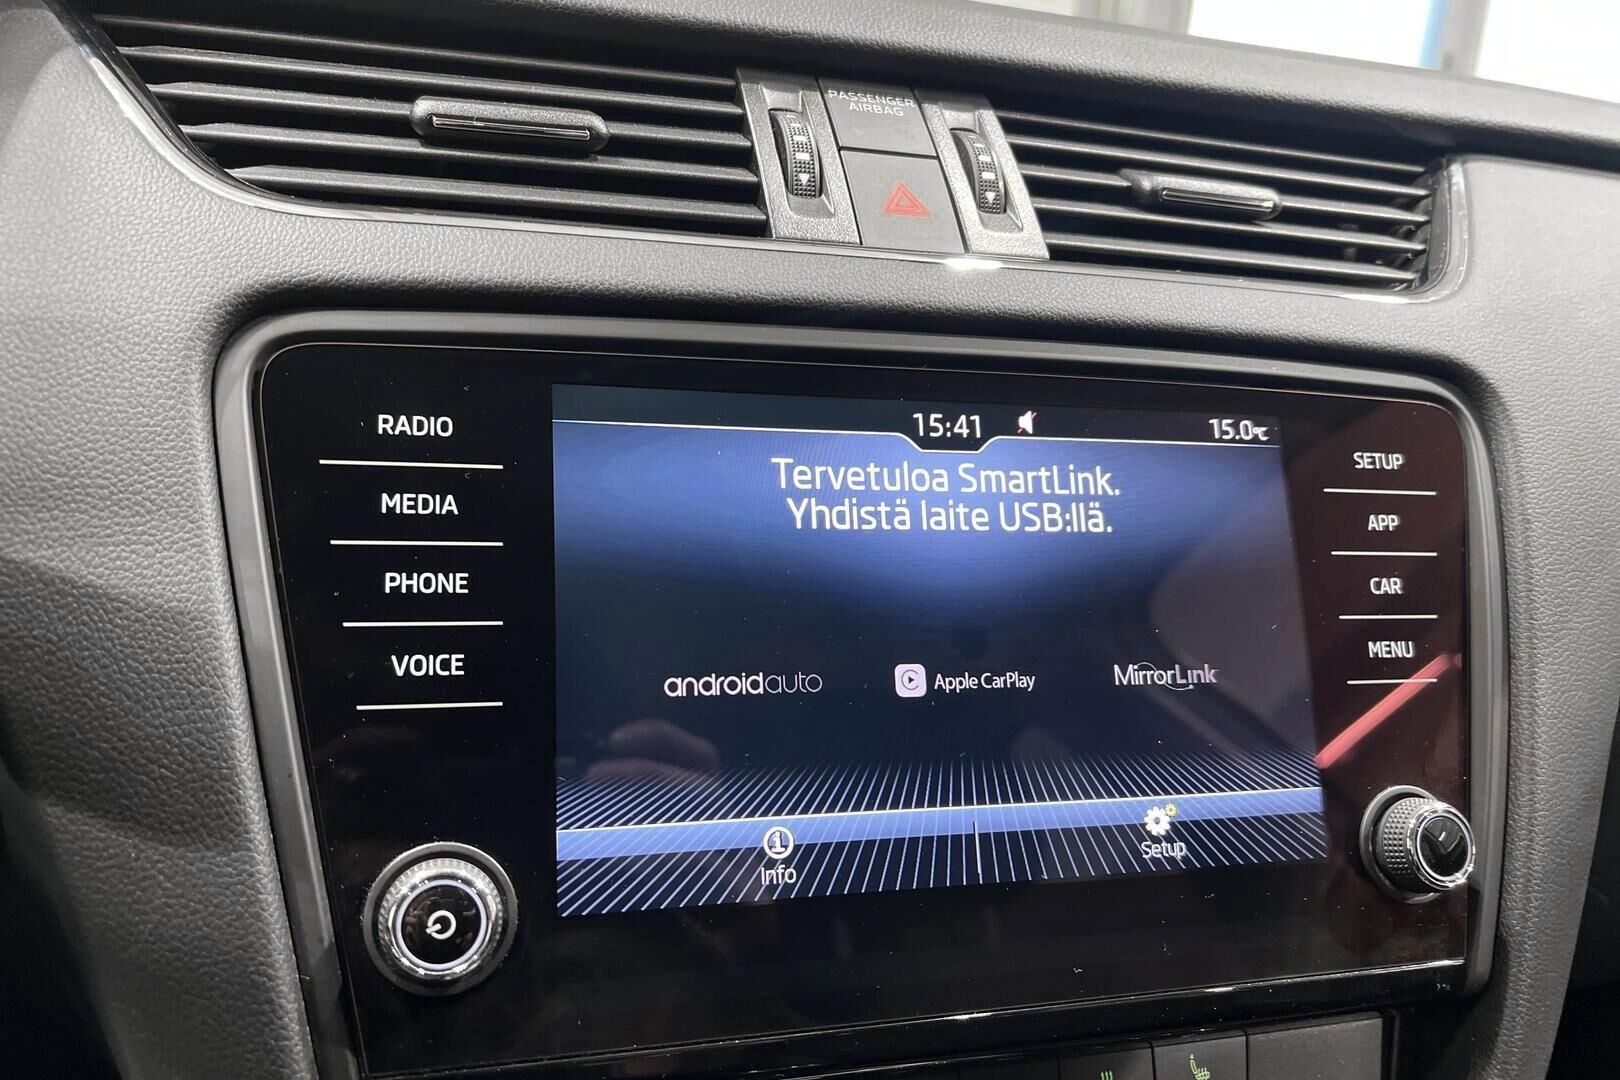 PASSENGER
AIRBAG
15:41
15.0°C
Tervetuloa SmartLink.
Yhdistä laite USB:llä.
androidauto
Apple CarPlay
MirrorLink
Info
Setup
RADIO
MEDIA
PHONE
VOICE
SETUP
APP
CAR
MENU